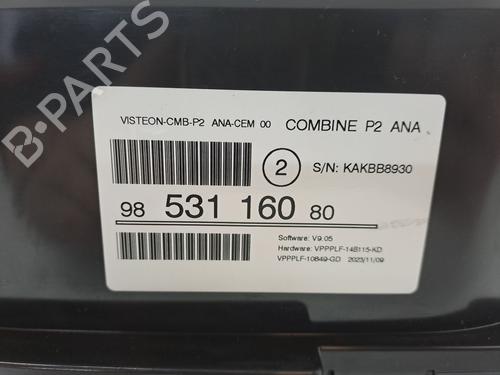 B-PARTS
VISTEON-CMB-P2 ANA-CEM 00 COMBINE P2 ANA
2 S/N: KAKBB8930
98 531 160 80
Software: V9.05
Hardware: VPPPLF-14B115-KD
VPPPLF-10849-GD 2023/11/09